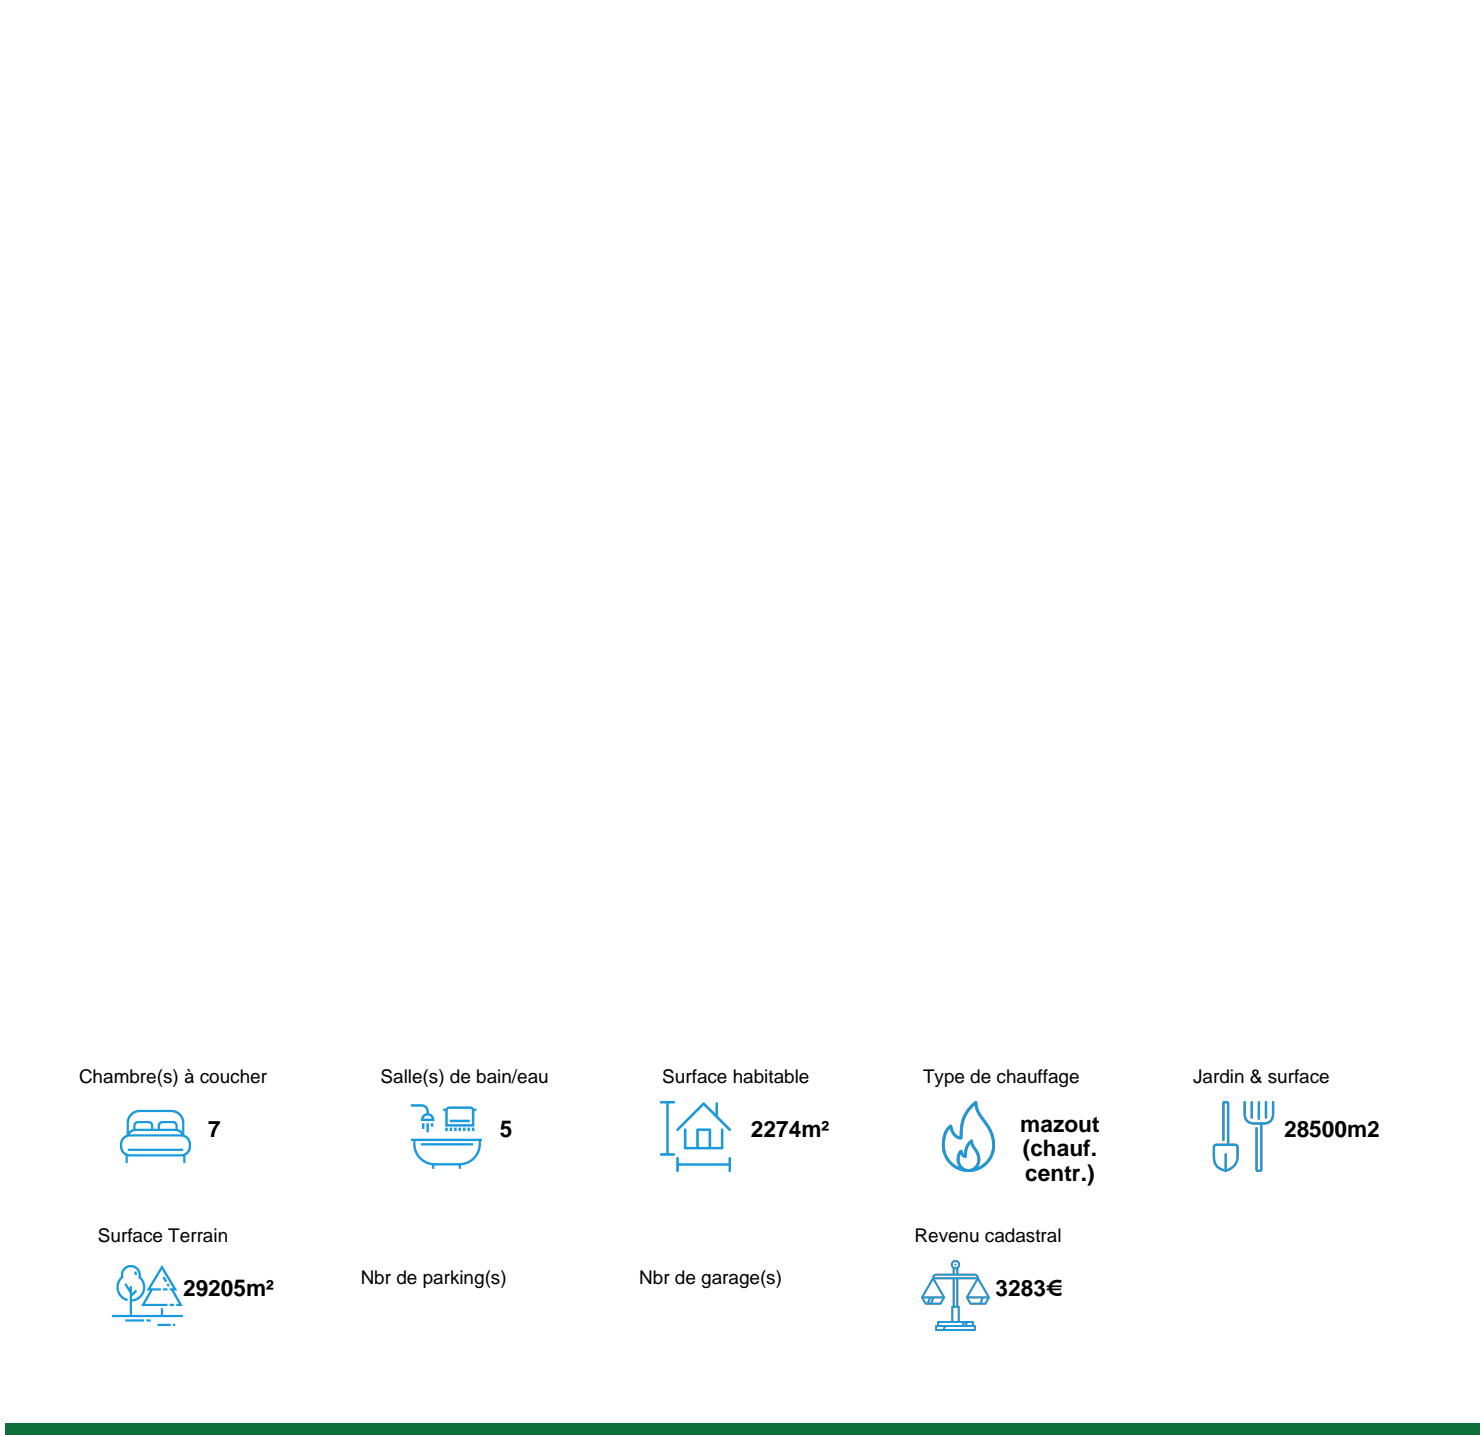 Chambre(s) à coucher
7
Salle(s) de bain/eau
5
Surface habitable
2274m²
Type de chauffage
mazout
(chauf.
centr.)
Jardin & surface
28500m2
Surface Terrain
29205m²
Nbr de parking(s)
Nbr de garage(s)
Revenu cadastral
3283€